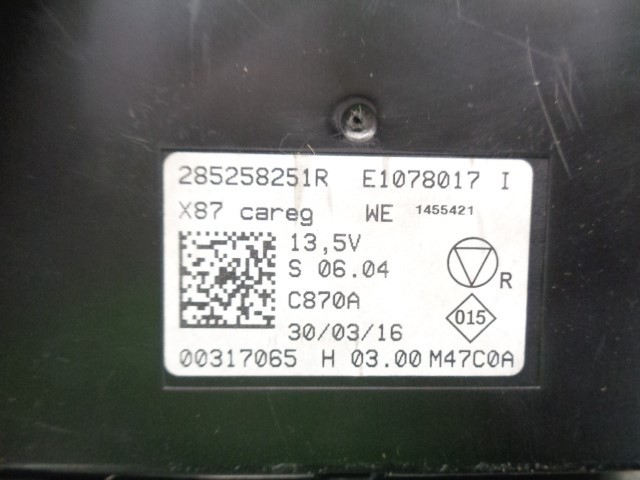 285258251R E1078017 I
X87 careg WE 1455421
13,5V
S 06.04
C870A
R
015
30/03/16
00317065 H 03.00 M47C0A